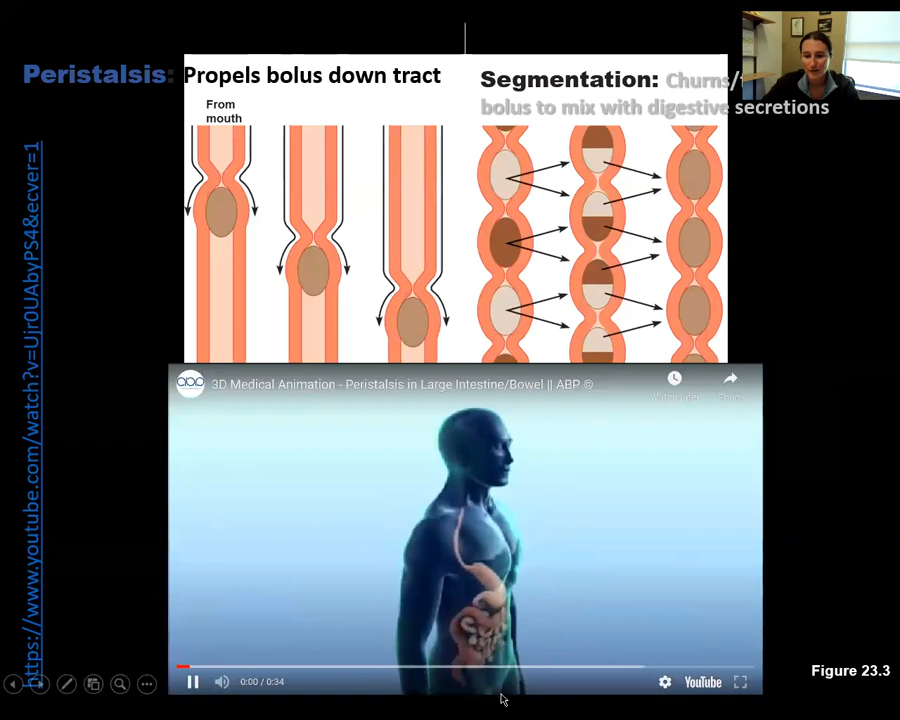 Peristalsis: Propels bolus down tract
From
mouth
Segmentation: Churns/
bolus to mix with digestive secretions
https://www.youtube.com/watch?v=Ujr0UAbyPS4&ecver=1
abp
3D Medical Animation - Peristalsis in Large Intestine/Bowel || ABP ©
Watch later
Share
0:00 / 0:34
YouTube
Figure 23.3